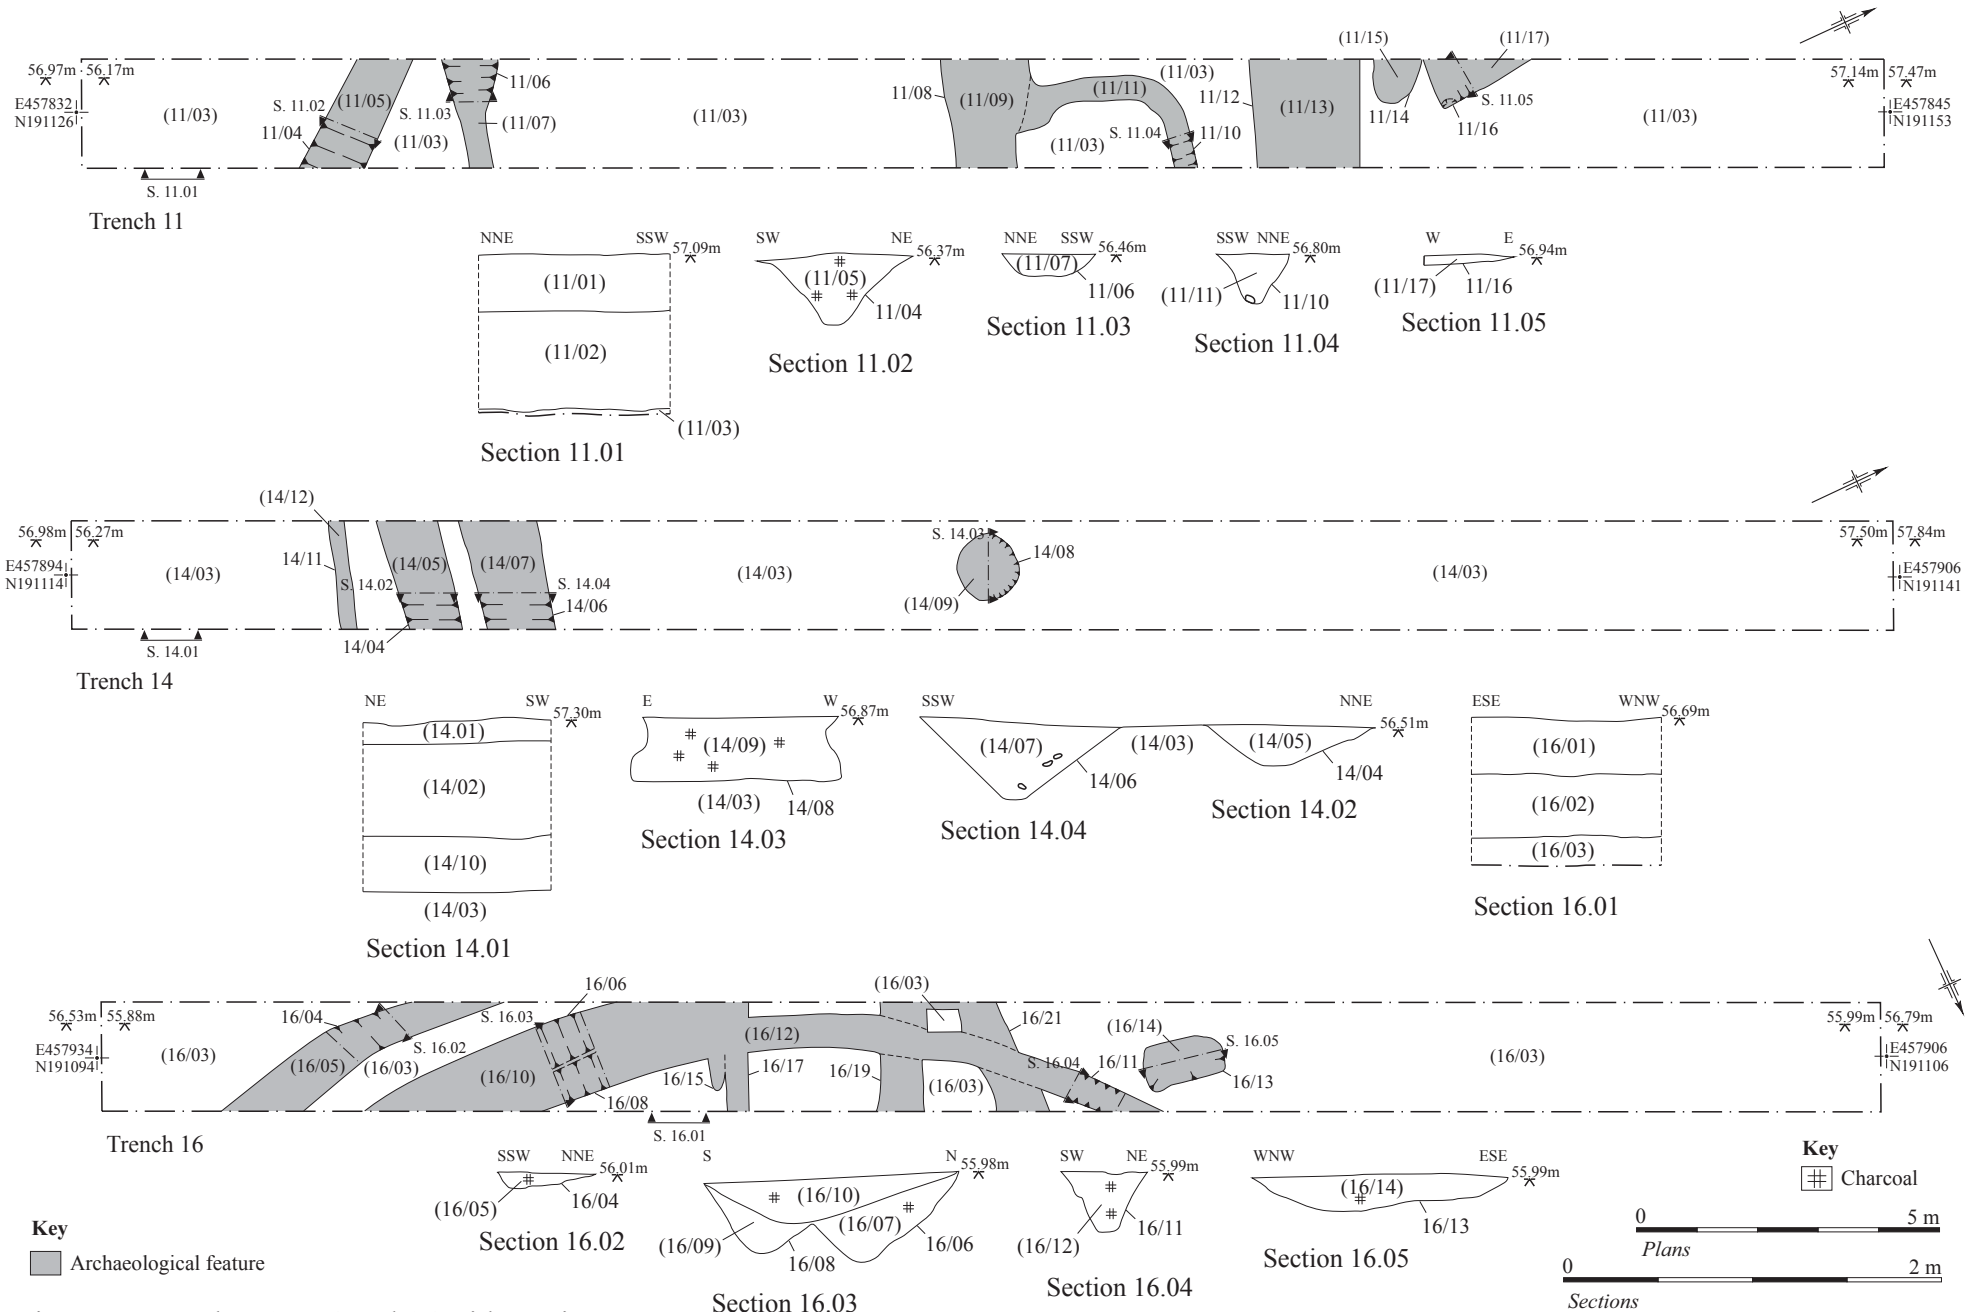 56.97m 56.17m
E457832
N191126
(11/03)
S. 11.02
11/04
(11/05)
S. 11.03
(11/03)
11/06
(11/07)
(11/03)
11/08
(11/09)
(11/11)
(11/03)
(11/03)
S. 11.04
11/10
11/12
(11/13)
(11/15)
11/14
(11/17)
S. 11.05
11/16
(11/03)
57.14m 57.47m
E457845
N191153
S. 11.01
Trench 11
NNE SSW 57.09m
(11/01)
(11/02)
(11/03)
Section 11.01
SW NE 56.37m
(11/05)
11/04
Section 11.02
NNE SSW 56.46m
(11/07)
11/06
Section 11.03
SSW NNE 56.80m
(11/11)
11/10
Section 11.04
W E 56.94m
(11/17)
11/16
Section 11.05
56.98m 56.27m
E457894
N191114
(14/03)
(14/12)
14/11
S. 14.02
(14/05)
14/04
(14/07)
S. 14.04
14/06
(14/03)
S. 14.03
14/08
(14/09)
(14/03)
57.50m 57.84m
E457906
N191141
S. 14.01
Trench 14
NE SW 57.30m
(14.01)
(14/02)
(14/10)
(14/03)
Section 14.01
E W 56.87m
(14/09)
(14/03)
14/08
Section 14.03
SSW NNE 56.51m
(14/07)
(14/03)
(14/05)
14/06
14/04
Section 14.04
Section 14.02
ESE WNW 56.69m
(16/01)
(16/02)
(16/03)
Section 16.01
56.53m 55.88m
E457934
N191094
(16/03)
16/04
(16/05)
(16/03)
S. 16.02
S. 16.03
16/06
(16/10)
16/08
16/15
(16/12)
16/17
16/19
(16/03)
(16/03)
16/21
S. 16.04
16/11
(16/14)
S. 16.05
16/13
(16/03)
55.99m 56.79m
E457906
N191106
S. 16.01
Trench 16
SSW NNE 56.01m
(16/05)
16/04
Section 16.02
S N 55.98m
(16/10)
(16/07)
(16/09)
16/06
16/08
Section 16.03
SW NE 55.99m
(16/12)
16/11
Section 16.04
WNW ESE 55.99m
(16/14)
16/13
Section 16.05
Key
Archaeological feature
Key
Charcoal
0 5 m
Plans
0 2 m
Sections